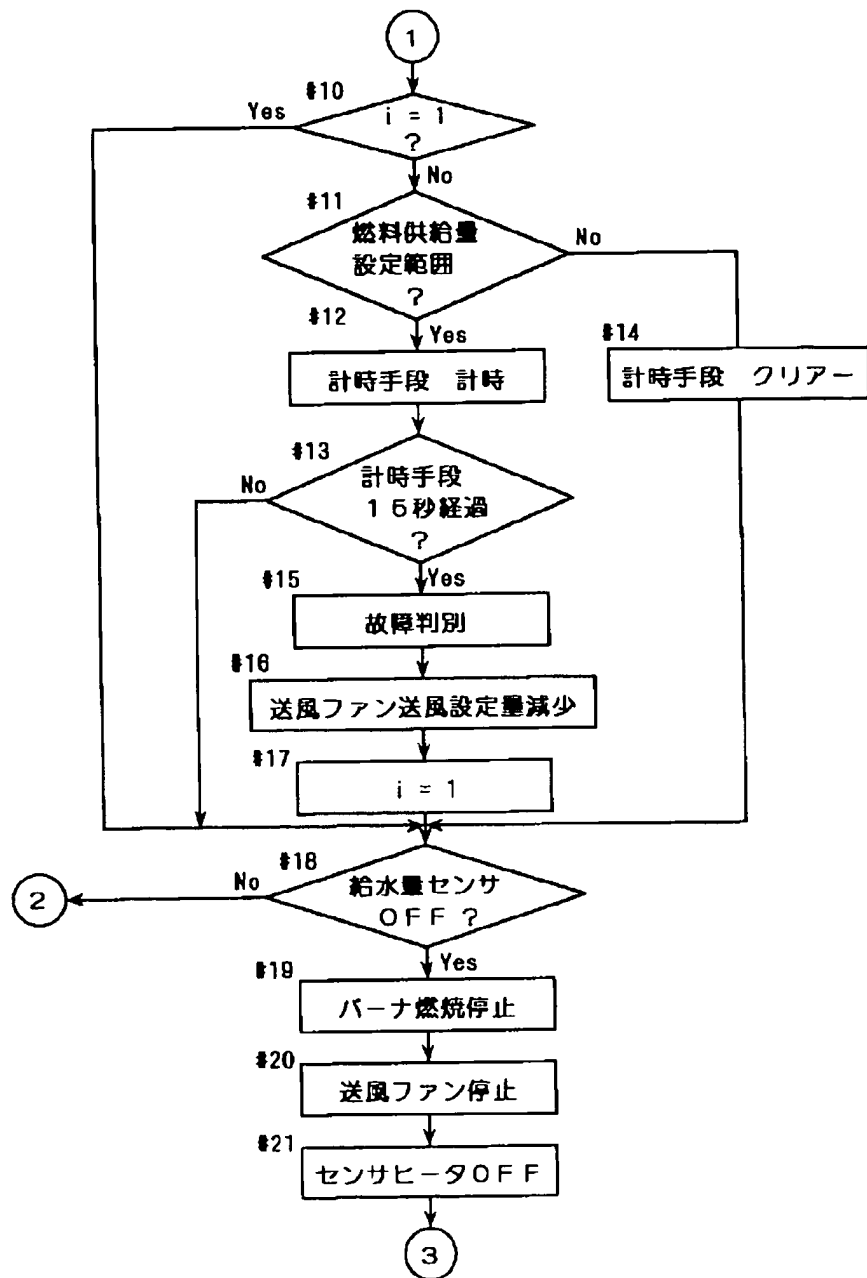 1
#10
Yes
i = 1
?
No
#11
燃料供給量
設定範囲
?
No
#12
Yes
#14
計時手段 計時
計時手段 クリアー
#13
No
計時手段
15秒経過
?
#15
Yes
故障判別
#16
送風ファン送風設定量減少
#17
i = 1
#18
No
給水量センサ
OFF ?
2
Yes
#19
バーナ燃焼停止
#20
送風ファン停止
#21
センサヒータOFF
3